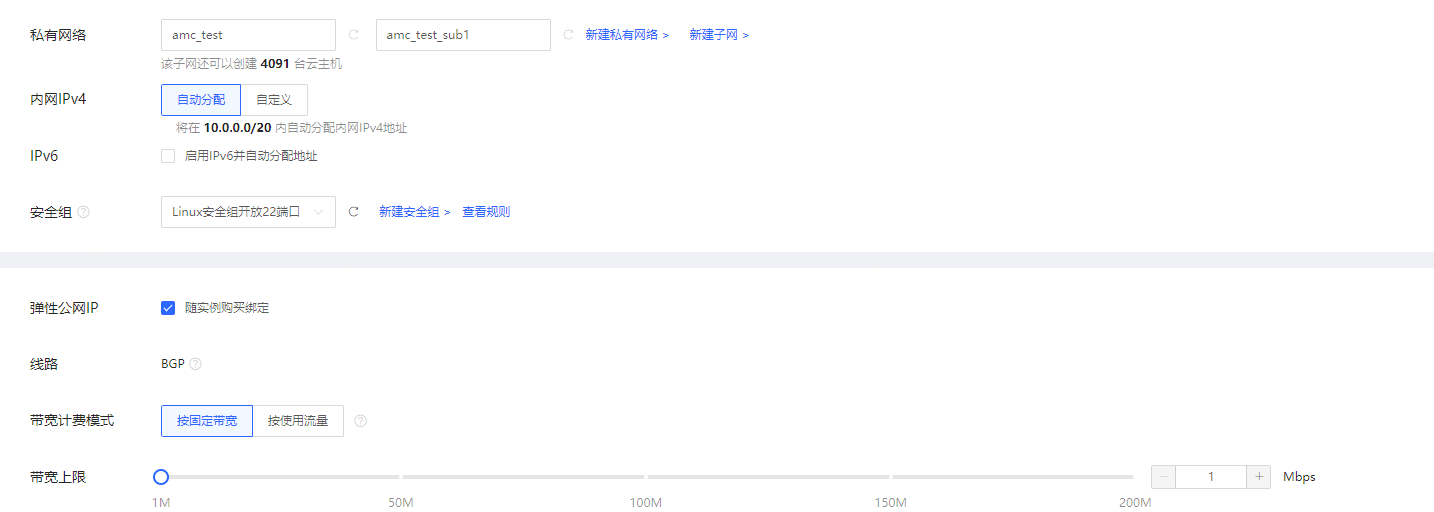 私有网络 amc_test amc_test_sub1 新建私有网络 > 新建子网 >
该子网还可以创建 4091 台云主机
内网IPv4 自动分配 自定义
将在 10.0.0.0/20 内自动分配内网IPv4地址
IPv6 启用IPv6并自动分配地址
安全组 ? Linux安全组开放22端口 新建安全组 > 查看规则
弹性公网IP 随实例购买绑定
线路 BGP ?
带宽计费模式 按固定带宽 按使用流量 ?
带宽上限 − 1 + Mbps
1M 50M 100M 150M 200M